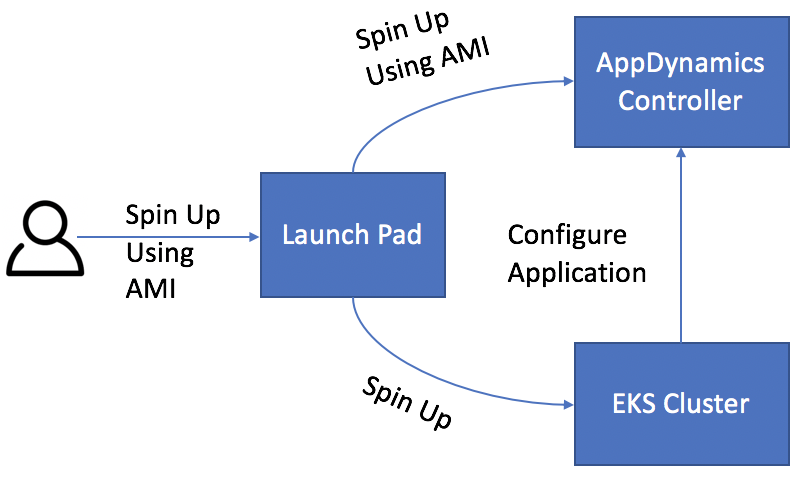 Spin Up
Using AMI
AppDynamics
Controller
Spin Up
Using
AMI
Launch Pad
Configure
Application
Spin Up
EKS Cluster